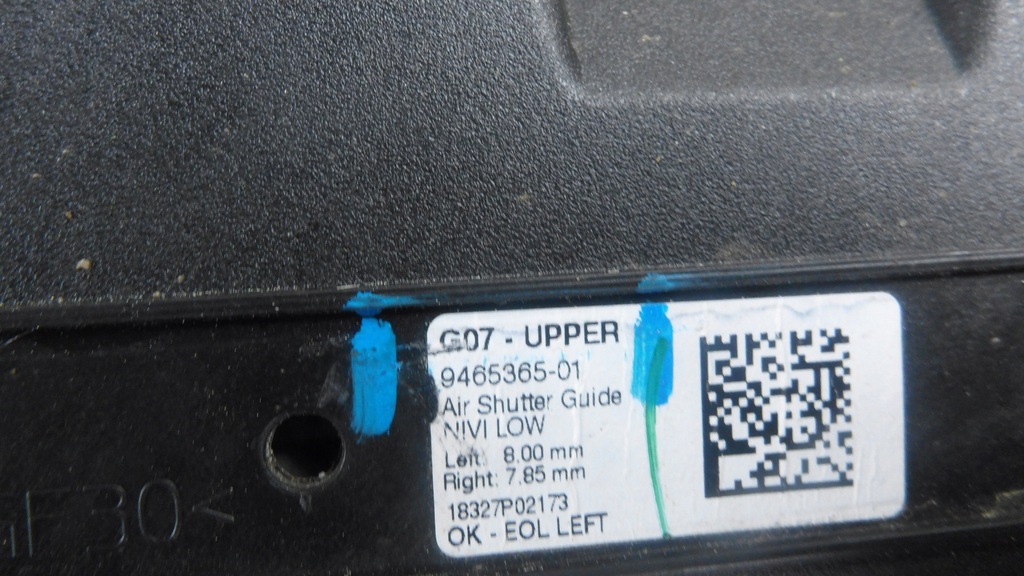 G07 - UPPER
9465365-01
Air Shutter Guide
NIVI LOW
Left: 8.00 mm
Right: 7.85 mm
18327P02173
OK - EOL LEFT
GF30<